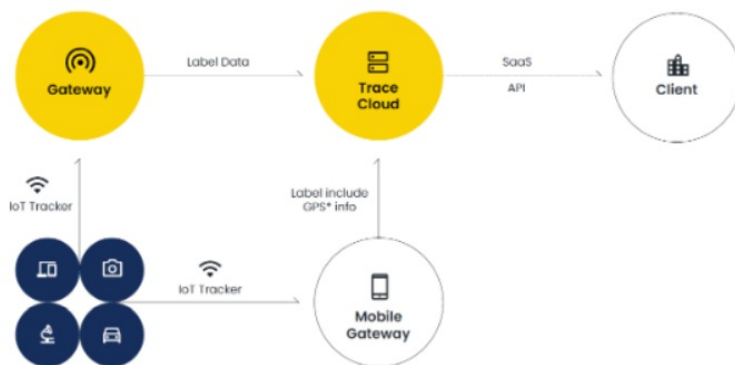 Gateway
Label Data
Trace
Cloud
SaaS
API
Client
IoT Tracker
Label include
GPS* info
IoT Tracker
Mobile
Gateway